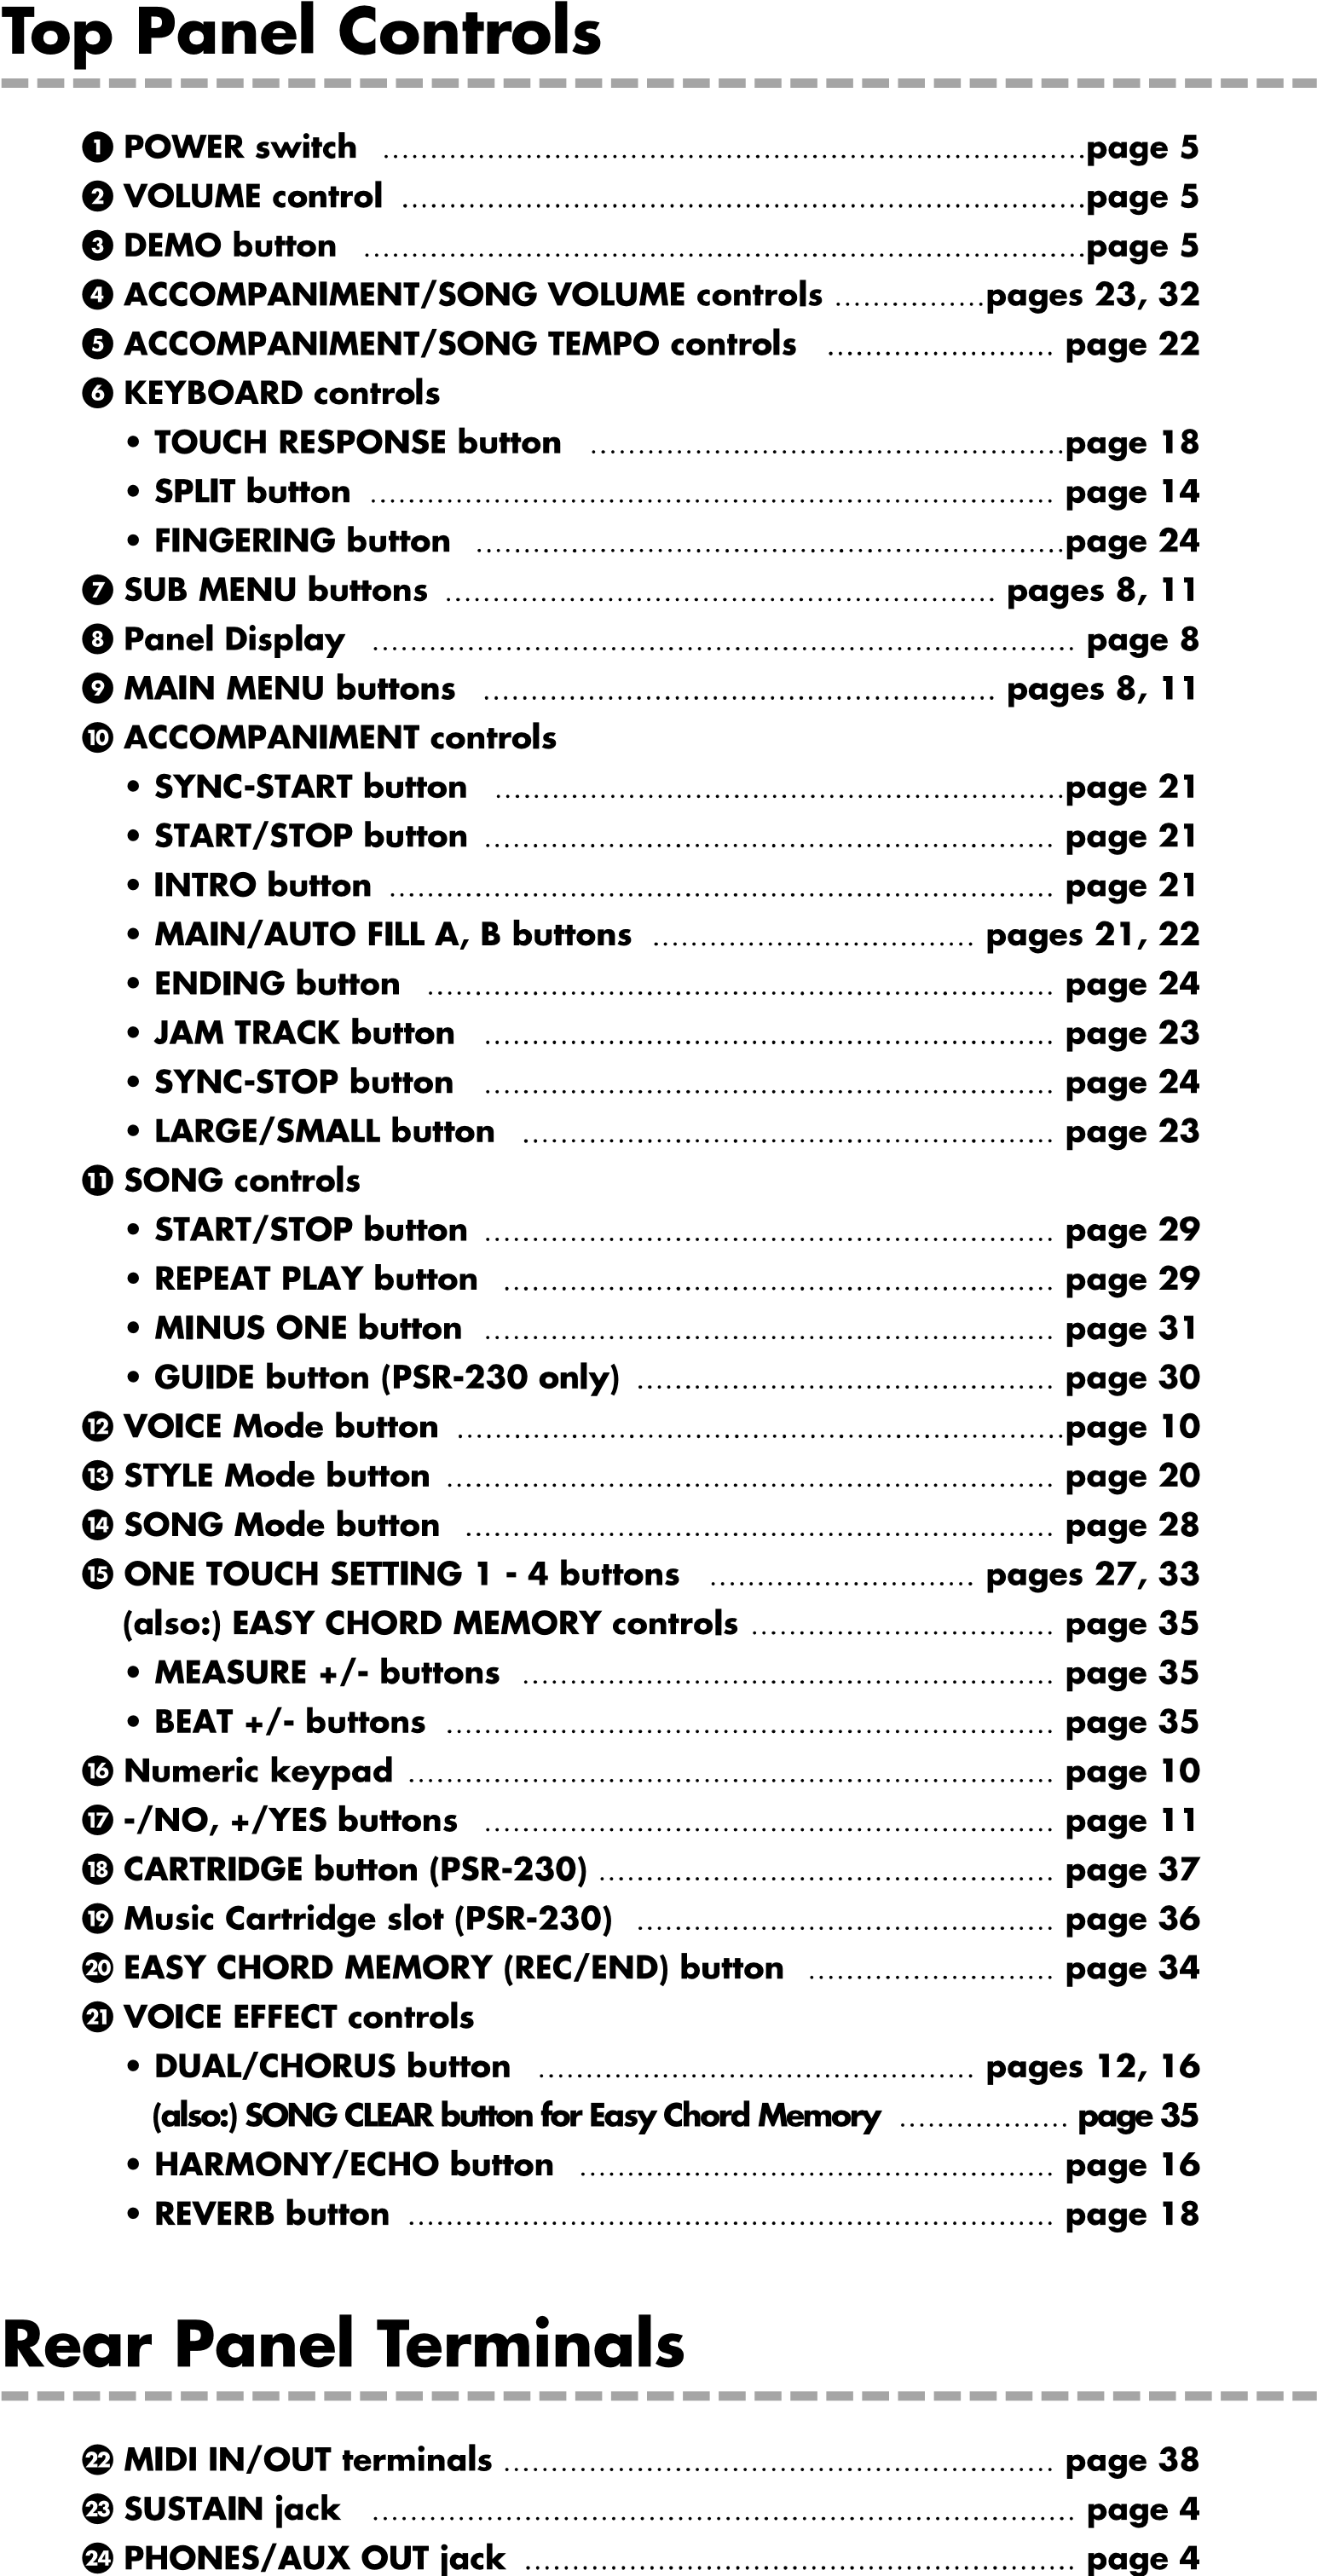 Top Panel Controls
❶ POWER switch ........................................................................page 5
❷ VOLUME control ......................................................................page 5
❸ DEMO button ..........................................................................page 5
❹ ACCOMPANIMENT/SONG VOLUME controls ................pages 23, 32
❺ ACCOMPANIMENT/SONG TEMPO controls ........................ page 22
❻ KEYBOARD controls
• TOUCH RESPONSE button ..................................................page 18
• SPLIT button ........................................................................ page 14
• FINGERING button ..............................................................page 24
❼ SUB MENU buttons .......................................................... pages 8, 11
❽ Panel Display .......................................................................... page 8
❾ MAIN MENU buttons ...................................................... pages 8, 11
❿ ACCOMPANIMENT controls
• SYNC-START button ............................................................page 21
• START/STOP button ............................................................ page 21
• INTRO button ...................................................................... page 21
• MAIN/AUTO FILL A, B buttons .................................. pages 21, 22
• ENDING button .................................................................. page 24
• JAM TRACK button ............................................................ page 23
• SYNC-STOP button ............................................................ page 24
• LARGE/SMALL button ........................................................ page 23
⓫ SONG controls
• START/STOP button ............................................................ page 29
• REPEAT PLAY button .......................................................... page 29
• MINUS ONE button ............................................................ page 31
• GUIDE button (PSR-230 only) ............................................ page 30
⓬ VOICE Mode button ................................................................page 10
⓭ STYLE Mode button ................................................................ page 20
⓮ SONG Mode button .............................................................. page 28
⓯ ONE TOUCH SETTING 1 - 4 buttons ............................ pages 27, 33
(also:) EASY CHORD MEMORY controls ................................ page 35
• MEASURE +/- buttons ........................................................ page 35
• BEAT +/- buttons ................................................................ page 35
⓰ Numeric keypad .................................................................... page 10
⓱ -/NO, +/YES buttons ............................................................ page 11
⓲ CARTRIDGE button (PSR-230) ................................................ page 37
⓳ Music Cartridge slot (PSR-230) ............................................ page 36
⓴ EASY CHORD MEMORY (REC/END) button .......................... page 34
㉑ VOICE EFFECT controls
• DUAL/CHORUS button .............................................. pages 12, 16
(also:) SONG CLEAR button for Easy Chord Memory .................. page 35
• HARMONY/ECHO button .................................................. page 16
• REVERB button .................................................................... page 18
Rear Panel Terminals
㉒ MIDI IN/OUT terminals .......................................................... page 38
㉓ SUSTAIN jack .......................................................................... page 4
㉔ PHONES/AUX OUT jack .......................................................... page 4